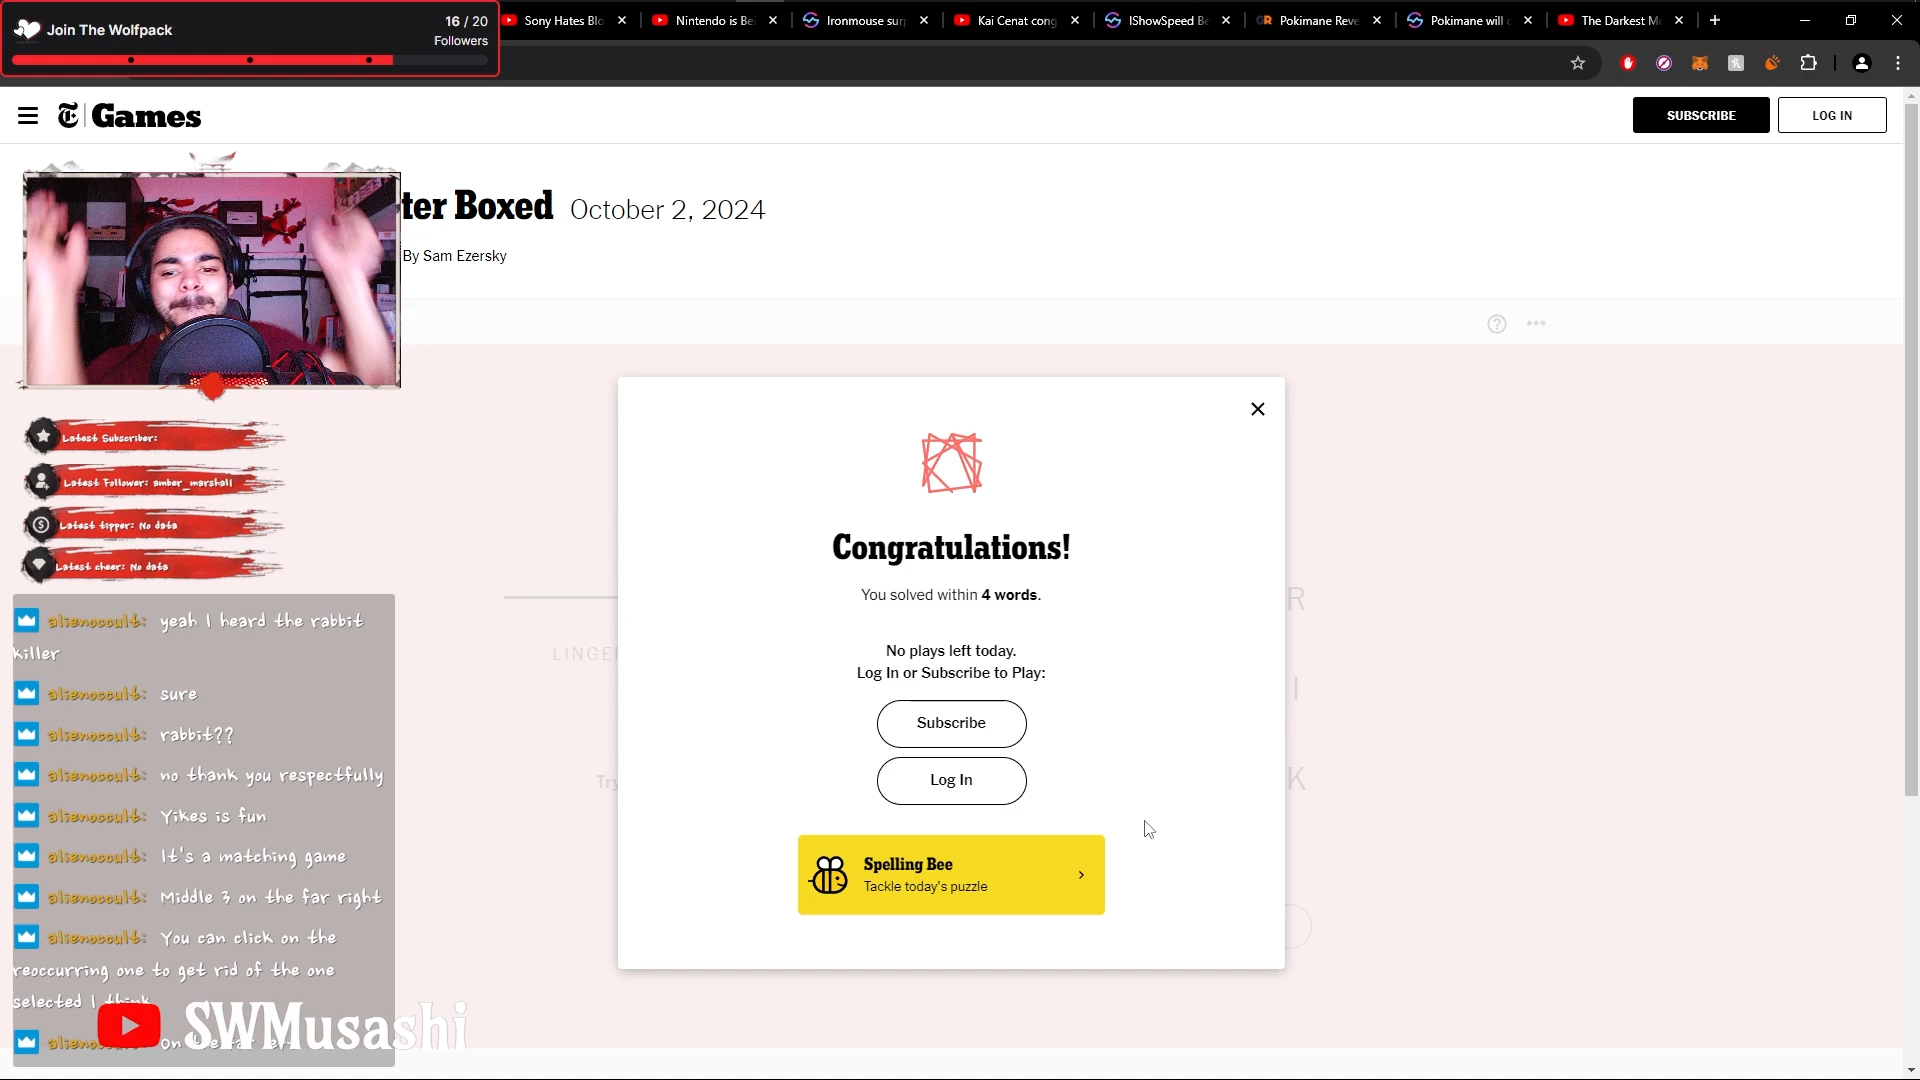 Join The Wolfpack
16 / 20
Followers
Sony Hates Blo
Nintendo is Bei
Ironmouse sur
Kai Cenat cong
IShowSpeed Be
Pokimane Reve
Pokimane will
The Darkest M
Games
SUBSCRIBE
LOG IN
ter Boxed October 2, 2024
By Sam Ezersky
Latest Subscriber:
Latest Follower: amber_marshall
Latest tipper: No data
Latest cheer: No data
LINGE
Try
R
I
K
Congratulations!
You solved within 4 words.
No plays left today.
Log In or Subscribe to Play:
Subscribe
Log In
Spelling Bee
Tackle today's puzzle
alienoccult: yeah I heard the rabbit
killer
alienoccult: sure
alienoccult: rabbit??
alienoccult: no thank you respectfully
alienoccult: Yikes is fun
alienoccult: It's a matching game
alienoccult: Middle 3 on the far right
alienoccult: You can click on the
reoccurring one to get rid of the one
selected I think
SWMusashi